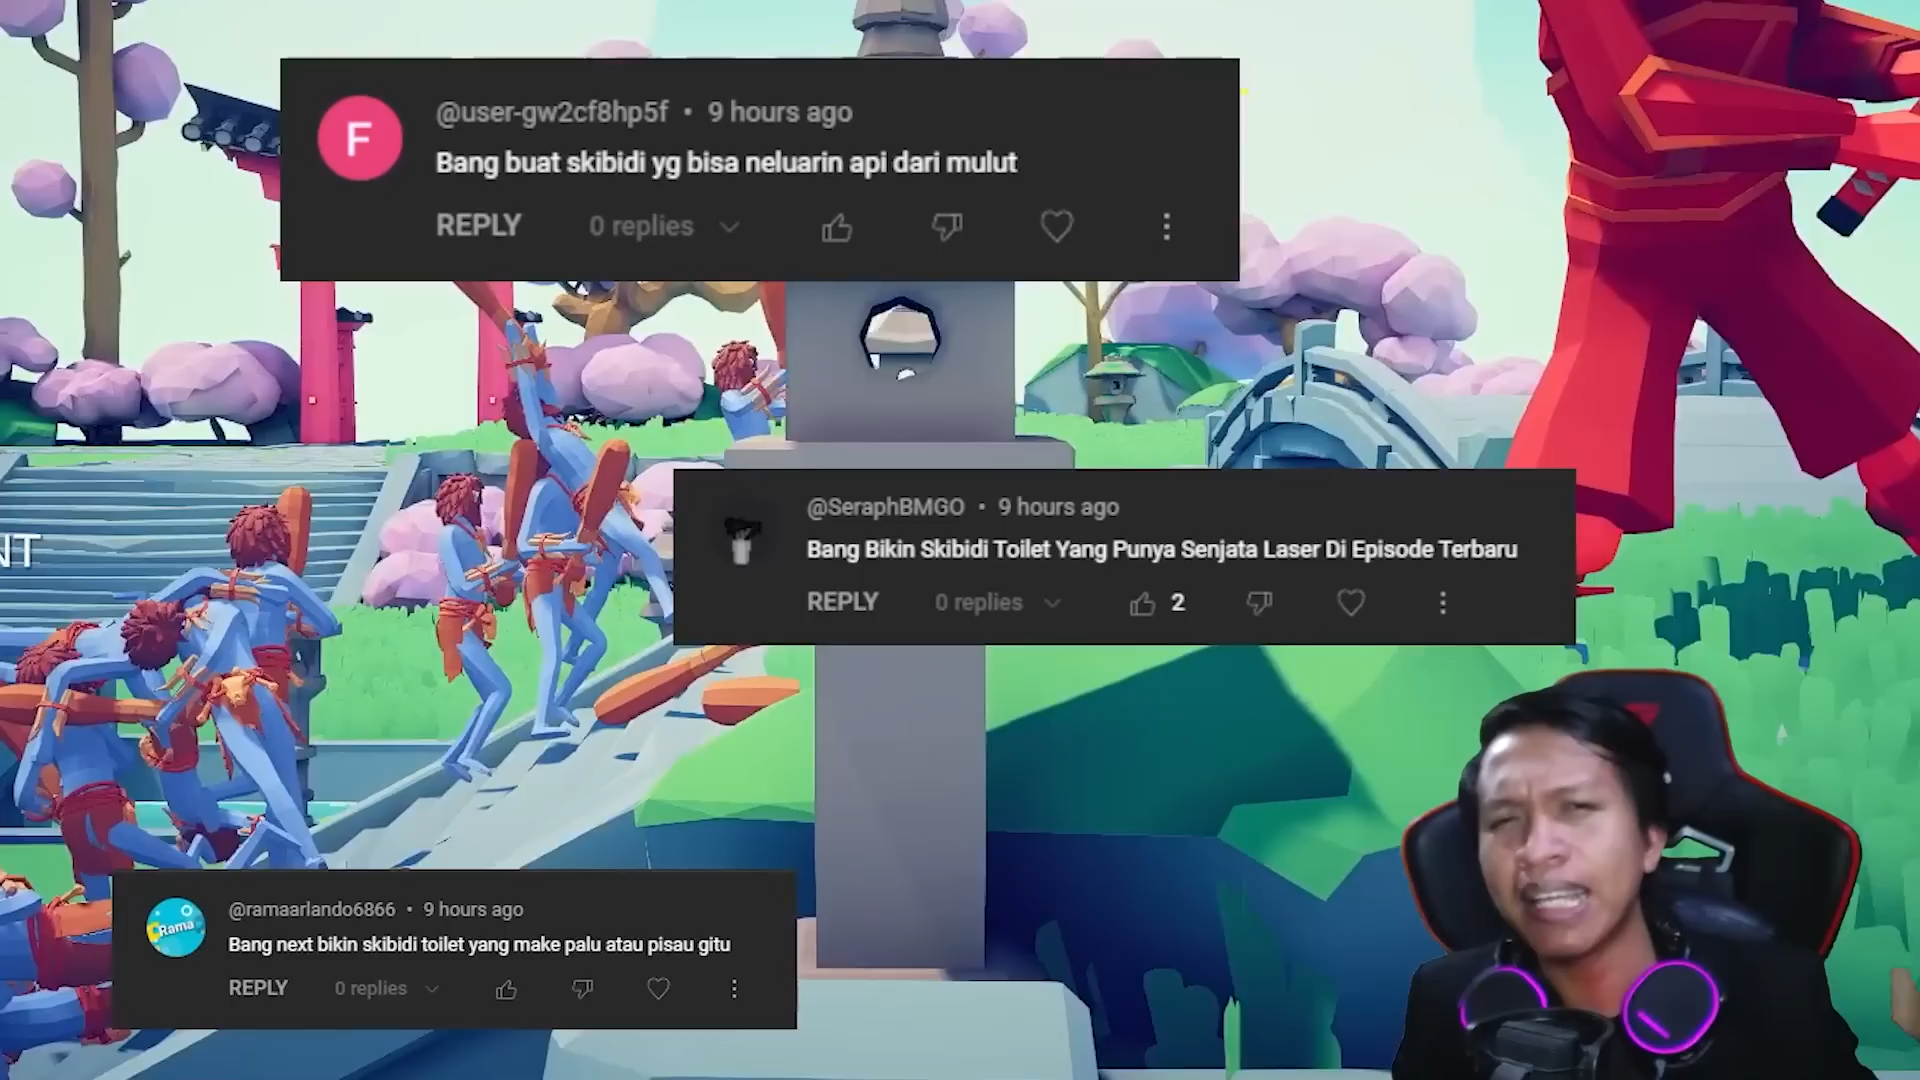 F
@user-gw2cf8hp5f • 9 hours ago
Bang buat skibidi yg bisa neluarin api dari mulut
REPLY 0 replies
@SeraphBMGO • 9 hours ago
Bang Bikin Skibidi Toilet Yang Punya Senjata Laser Di Episode Terbaru
REPLY 0 replies 2
NT
Rama
@ramaarlando6866 • 9 hours ago
Bang next bikin skibidi toilet yang make palu atau pisau gitu
REPLY 0 replies